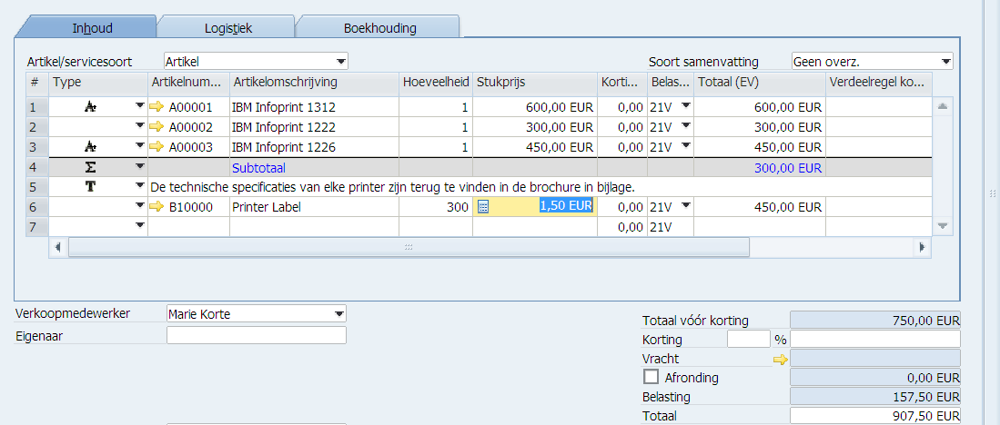 Inhoud Logistiek Boekhouding
Artikel/servicesoort Artikel Soort samenvatting Geen overz.
# Type Artikelnum... Artikelomschrijving Hoeveelheid Stukprijs Korti... Belas... Totaal (EV) Verdeelregel ko...
1 A A00001 IBM Infoprint 1312 1 600,00 EUR 0,00 21V 600,00 EUR
2 A00002 IBM Infoprint 1222 1 300,00 EUR 0,00 21V 300,00 EUR
3 A A00003 IBM Infoprint 1226 1 450,00 EUR 0,00 21V 450,00 EUR
4 Σ Subtotaal 300,00 EUR
5 T De technische specificaties van elke printer zijn terug te vinden in de brochure in bijlage.
6 B10000 Printer Label 300 1,50 EUR 0,00 21V 450,00 EUR
7 0,00 21V
Verkoopmedewerker Marie Korte
Eigenaar
Totaal vóór korting 750,00 EUR
Korting %
Vracht
Afronding 0,00 EUR
Belasting 157,50 EUR
Totaal 907,50 EUR